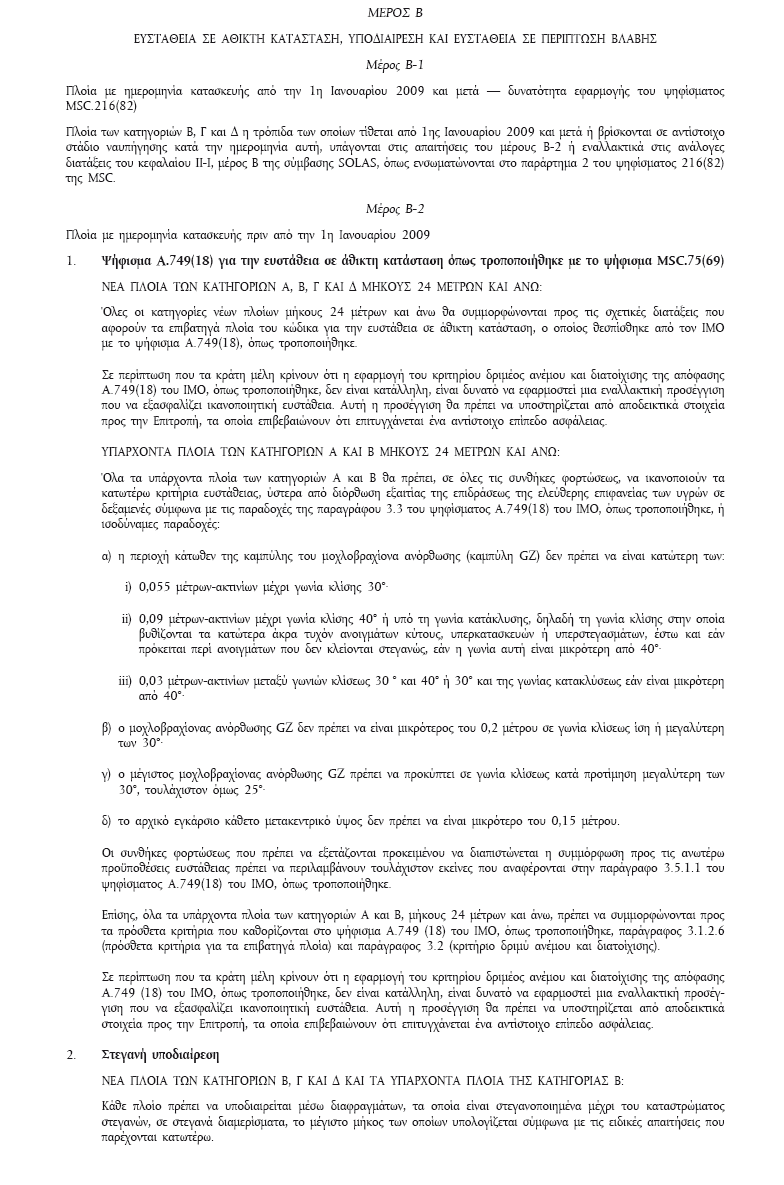 ΜΕΡΟΣ Β
ΕΥΣΤΑΘΕΙΑ ΣΕ ΑΘΙΚΤΗ ΚΑΤΑΣΤΑΣΗ, ΥΠΟΔΙΑΙΡΕΣΗ ΚΑΙ ΕΥΣΤΑΘΕΙΑ ΣΕ ΠΕΡΙΠΤΩΣΗ ΒΛΑΒΗΣ
Μέρος Β-1
Πλοία με ημερομηνία κατασκευής από την 1η Ιανουαρίου 2009 και μετά — δυνατότητα εφαρμογής του ψηφίσματος
MSC.216(82)
Πλοία των κατηγοριών Β, Γ και Δ η τρόπιδα των οποίων τίθεται από 1ης Ιανουαρίου 2009 και μετά ή βρίσκονται σε αντίστοιχο
στάδιο ναυπήγησης κατά την ημερομηνία αυτή, υπάγονται στις απαιτήσεις του μέρους Β-2 ή εναλλακτικά στις ανάλογες
διατάξεις του κεφαλαίου II-I, μέρος Β της σύμβασης SOLAS, όπως ενσωματώνονται στο παράρτημα 2 του ψηφίσματος 216(82)
της MSC.
Μέρος Β-2
Πλοία με ημερομηνία κατασκευής πριν από την 1η Ιανουαρίου 2009
1. Ψήφισμα A.749(18) για την ευστάθεια σε άθικτη κατάσταση όπως τροποποιήθηκε με το ψήφισμα MSC.75(69)
ΝΕΑ ΠΛΟΙΑ ΤΩΝ ΚΑΤΗΓΟΡΙΩΝ Α, Β, Γ ΚΑΙ Δ ΜΗΚΟΥΣ 24 ΜΕΤΡΩΝ ΚΑΙ ΑΝΩ:
Όλες οι κατηγορίες νέων πλοίων μήκους 24 μέτρων και άνω θα συμμορφώνονται προς τις σχετικές διατάξεις που
αφορούν τα επιβατηγά πλοία του κώδικα για την ευστάθεια σε άθικτη κατάσταση, ο οποίος θεσπίσθηκε από τον ΙΜΟ
με το ψήφισμα Α.749(18), όπως τροποποιήθηκε.
Σε περίπτωση που τα κράτη μέλη κρίνουν ότι η εφαρμογή του κριτηρίου δριμέος ανέμου και διατοίχισης της απόφασης
Α.749(18) του ΙΜΟ, όπως τροποποιήθηκε, δεν είναι κατάλληλη, είναι δυνατό να εφαρμοστεί μια εναλλακτική προσέγγιση
που να εξασφαλίζει ικανοποιητική ευστάθεια. Αυτή η προσέγγιση θα πρέπει να υποστηρίζεται από αποδεικτικά στοιχεία
προς την Επιτροπή, τα οποία επιβεβαιώνουν ότι επιτυγχάνεται ένα αντίστοιχο επίπεδο ασφάλειας.
ΥΠΑΡΧΟΝΤΑ ΠΛΟΙΑ ΤΩΝ ΚΑΤΗΓΟΡΙΩΝ Α ΚΑΙ Β ΜΗΚΟΥΣ 24 ΜΕΤΡΩΝ ΚΑΙ ΑΝΩ:
Όλα τα υπάρχοντα πλοία των κατηγοριών Α και Β θα πρέπει, σε όλες τις συνθήκες φορτώσεως, να ικανοποιούν τα
κατωτέρω κριτήρια ευστάθειας, ύστερα από διόρθωση εξαιτίας της επιδράσεως της ελεύθερης επιφανείας των υγρών σε
δεξαμενές σύμφωνα με τις παραδοχές της παραγράφου 3.3 του ψηφίσματος Α.749(18) του ΙΜΟ, όπως τροποποιήθηκε, ή
ισοδύναμες παραδοχές:
α) η περιοχή κάτωθεν της καμπύλης του μοχλοβραχίονα ανόρθωσης (καμπύλη GZ) δεν πρέπει να είναι κατώτερη των:
i) 0,055 μέτρων-ακτινίων μέχρι γωνία κλίσης 30°·
ii) 0,09 μέτρων-ακτινίων μέχρι γωνία κλίσης 40° ή υπό τη γωνία κατάκλυσης, δηλαδή τη γωνία κλίσης στην οποία
βυθίζονται τα κατώτερα άκρα τυχόν ανοιγμάτων κύτους, υπερκατασκευών ή υπερστεγασμάτων, έστω και εάν
πρόκειται περί ανοιγμάτων που δεν κλείονται στεγανώς, εάν η γωνία αυτή είναι μικρότερη από 40°·
iii) 0,03 μέτρων-ακτινίων μεταξύ γωνιών κλίσεως 30 ° και 40° ή 30° και της γωνίας κατακλύσεως εάν είναι μικρότερη
από 40°·
β) ο μοχλοβραχίονας ανόρθωσης GZ δεν πρέπει να είναι μικρότερος του 0,2 μέτρου σε γωνία κλίσεως ίση ή μεγαλύτερη
των 30°·
γ) ο μέγιστος μοχλοβραχίονας ανόρθωσης GZ πρέπει να προκύπτει σε γωνία κλίσεως κατά προτίμηση μεγαλύτερη των
30°, τουλάχιστον όμως 25°·
δ) το αρχικό εγκάρσιο κάθετο μετακεντρικό ύψος δεν πρέπει να είναι μικρότερο του 0,15 μέτρου.
Οι συνθήκες φορτώσεως που πρέπει να εξετάζονται προκειμένου να διαπιστώνεται η συμμόρφωση προς τις ανωτέρω
προϋποθέσεις ευστάθειας πρέπει να περιλαμβάνουν τουλάχιστον εκείνες που αναφέρονται στην παράγραφο 3.5.1.1 του
ψηφίσματος Α.749(18) του ΙΜΟ, όπως τροποποιήθηκε.
Επίσης, όλα τα υπάρχοντα πλοία των κατηγοριών Α και Β, μήκους 24 μέτρων και άνω, πρέπει να συμμορφώνονται προς
τα πρόσθετα κριτήρια που καθορίζονται στο ψήφισμα Α.749 (18) του ΙΜΟ, όπως τροποποιήθηκε, παράγραφος 3.1.2.6
(πρόσθετα κριτήρια για τα επιβατηγά πλοία) και παράγραφος 3.2 (κριτήριο δριμύ ανέμου και διατοίχισης).
Σε περίπτωση που τα κράτη μέλη κρίνουν ότι η εφαρμογή του κριτηρίου δριμέος ανέμου και διατοίχισης της απόφασης
Α.749 (18) του ΙΜΟ, όπως τροποποιήθηκε, δεν είναι κατάλληλη, είναι δυνατό να εφαρμοστεί μια εναλλακτική προσέγ-
γιση που να εξασφαλίζει ικανοποιητική ευστάθεια. Αυτή η προσέγγιση θα πρέπει να υποστηρίζεται από αποδεικτικά
στοιχεία προς την Επιτροπή, τα οποία επιβεβαιώνουν ότι επιτυγχάνεται ένα αντίστοιχο επίπεδο ασφάλειας.
2. Στεγανή υποδιαίρεση
ΝΕΑ ΠΛΟΙΑ ΤΩΝ ΚΑΤΗΓΟΡΙΩΝ Β, Γ ΚΑΙ Δ ΚΑΙ ΤΑ ΥΠΑΡΧΟΝΤΑ ΠΛΟΙΑ ΤΗΣ ΚΑΤΗΓΟΡΙΑΣ Β:
Κάθε πλοίο πρέπει να υποδιαιρείται μέσω διαφραγμάτων, τα οποία είναι στεγανοποιημένα μέχρι του καταστρώματος
στεγανών, σε στεγανά διαμερίσματα, το μέγιστο μήκος των οποίων υπολογίζεται σύμφωνα με τις ειδικές απαιτήσεις που
παρέχονται κατωτέρω.